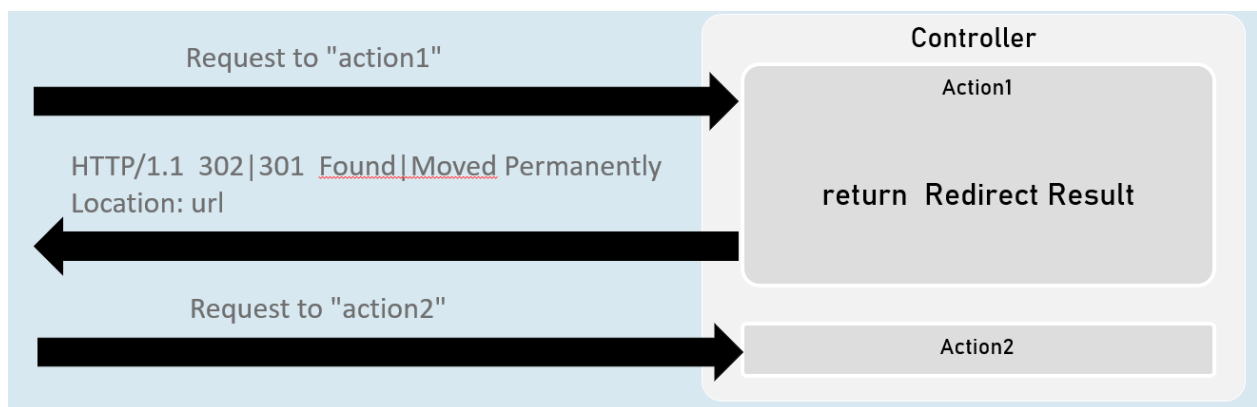 Controller
Request to "action1"
Action1
HTTP/1.1  302|301  Found|Moved Permanently
Location: url
return  Redirect Result
Request to "action2"
Action2